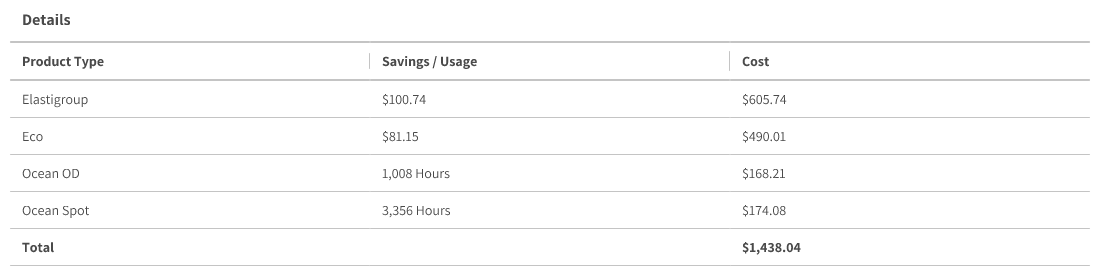 Details
Product Type Savings / Usage Cost
Elastigroup $100.74 $605.74
Eco $81.15 $490.01
Ocean OD 1,008 Hours $168.21
Ocean Spot 3,356 Hours $174.08
Total $1,438.04